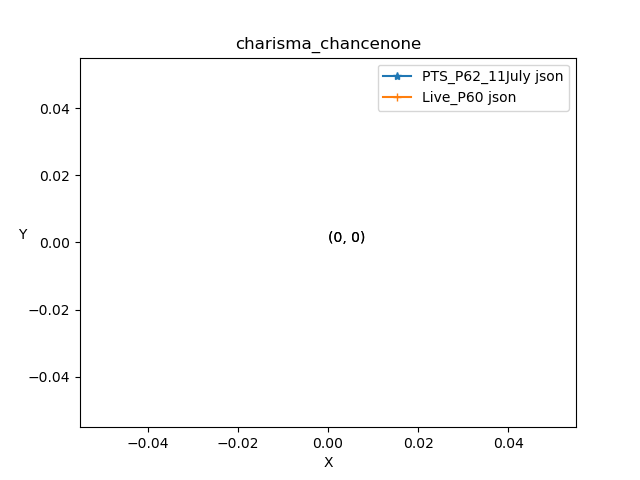 charisma_chancenone
PTS_P62_11July json
Live_P60 json
0.04
0.02
Y
0.00
(0, 0)
−0.02
−0.04
−0.04 −0.02 0.00 0.02 0.04
X